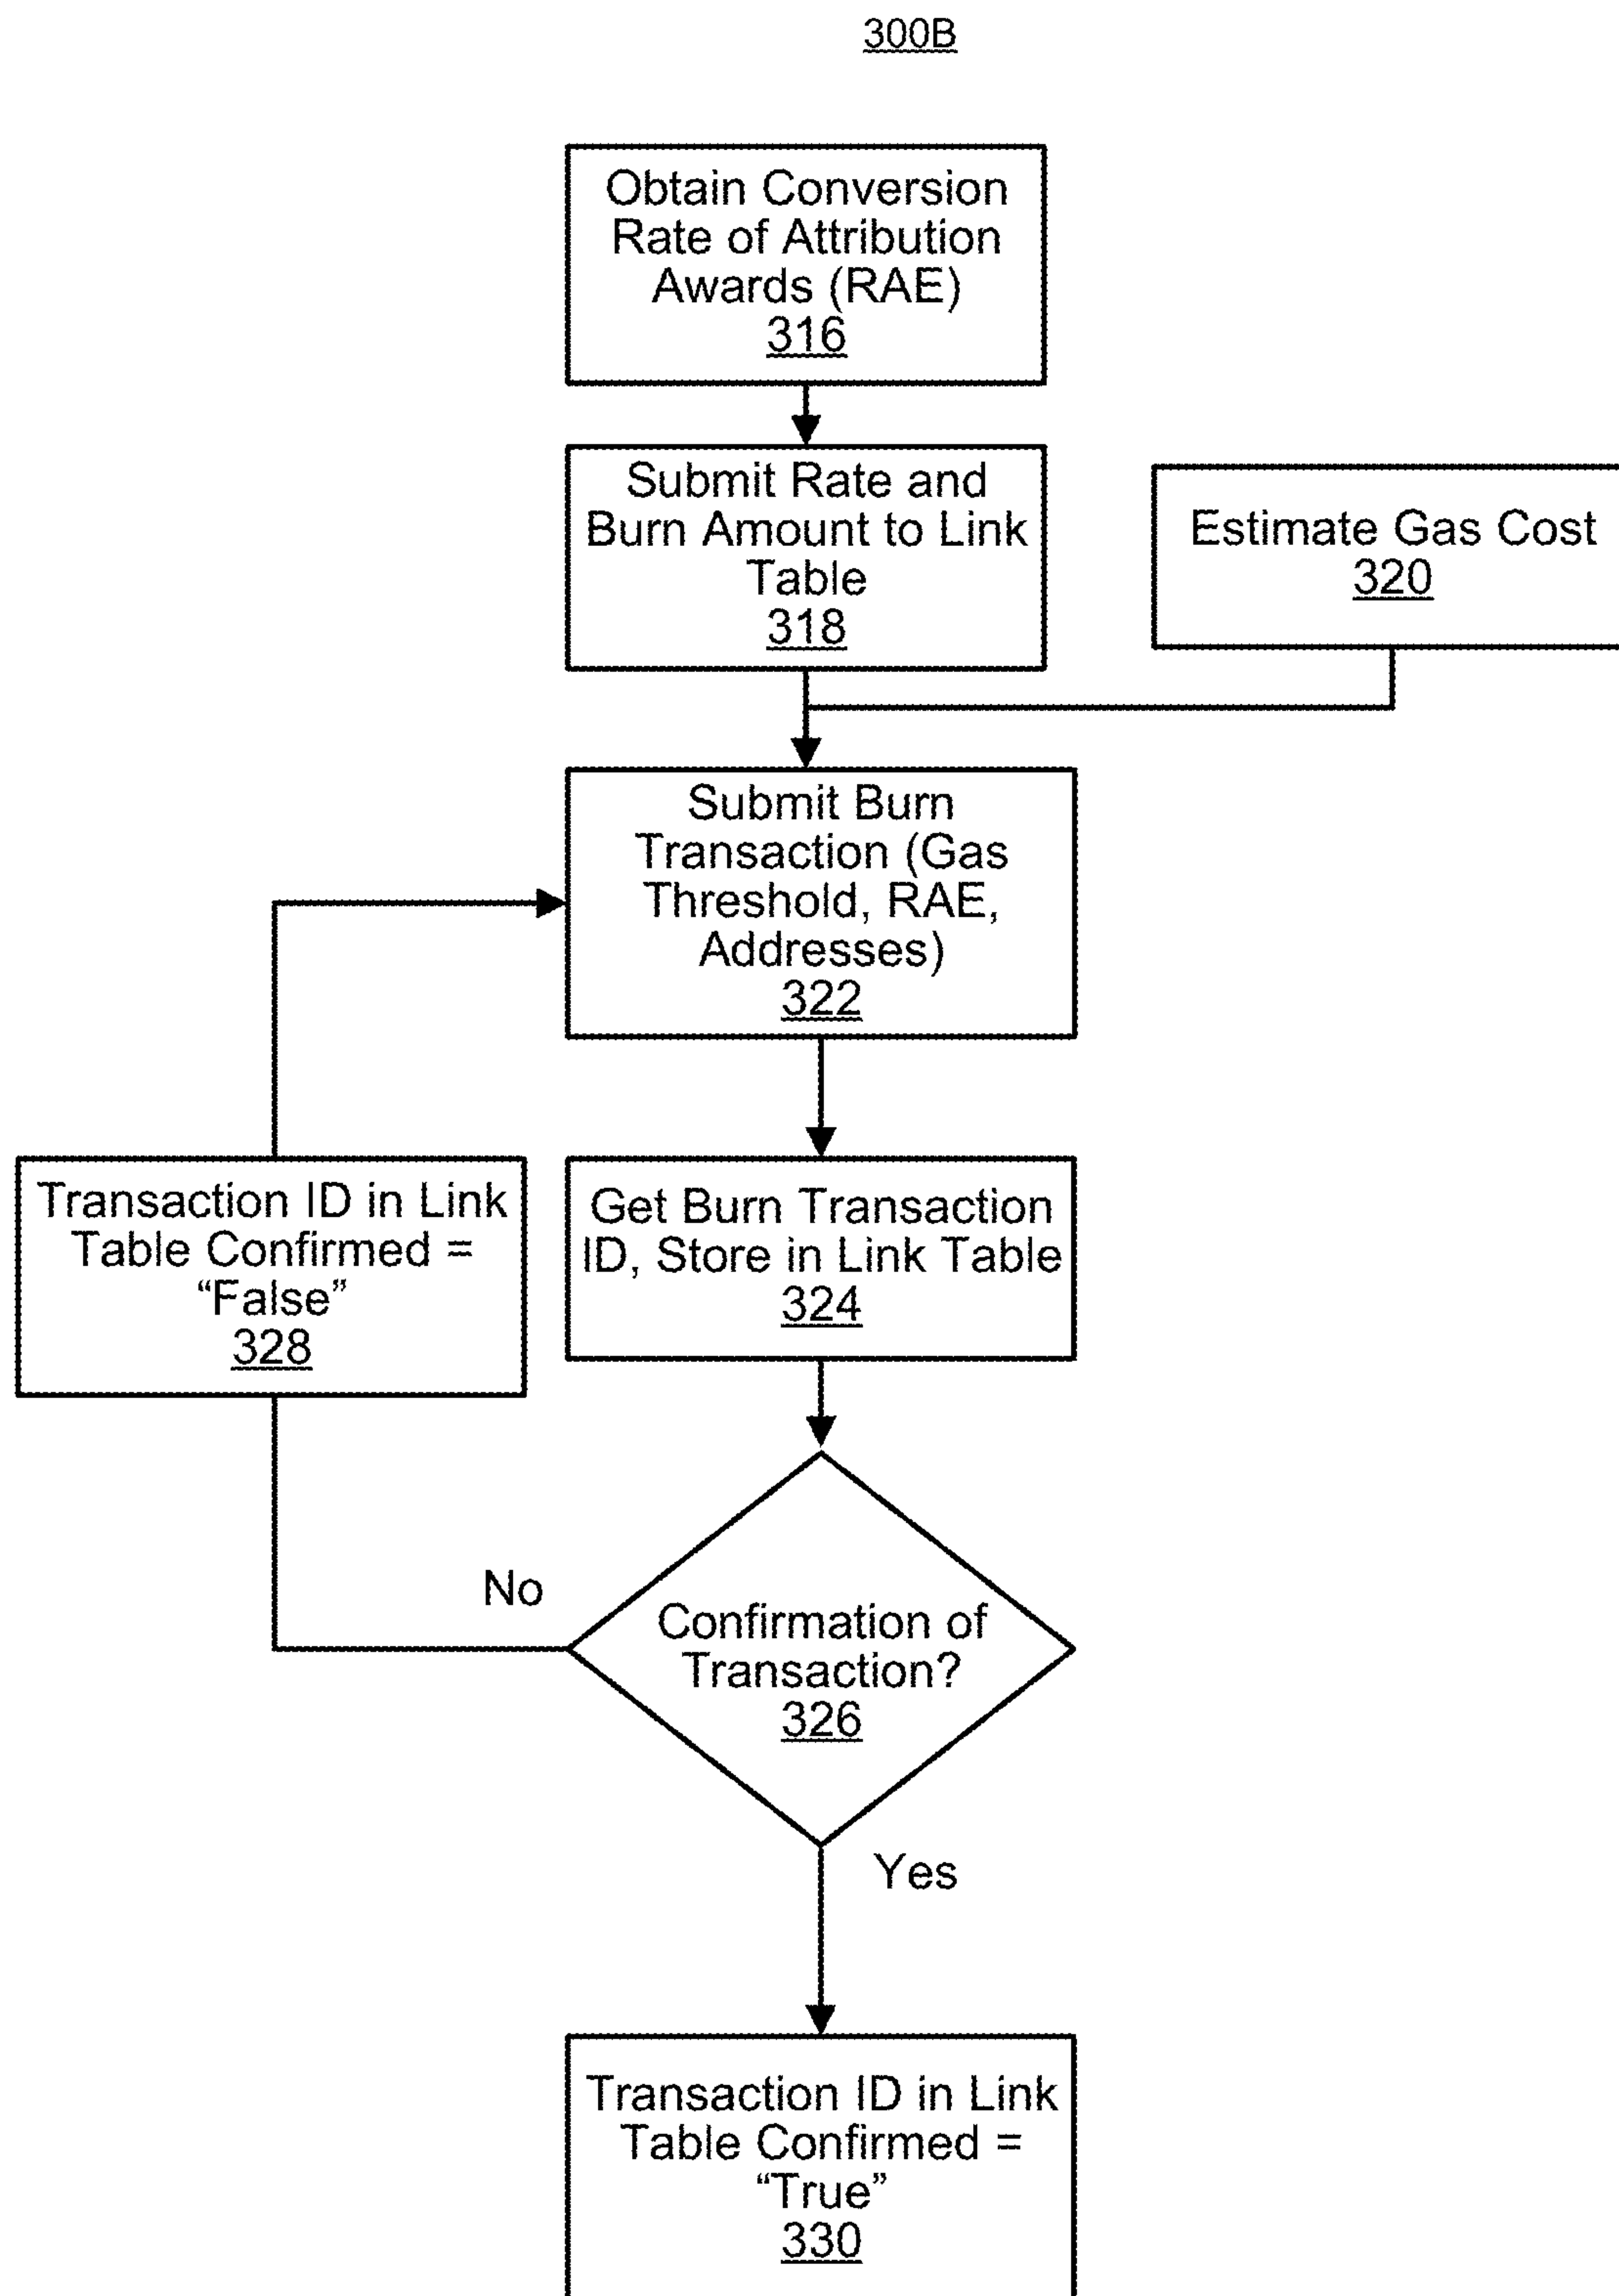 300B
Obtain Conversion
Rate of Attribution
Awards (RAE)
316
Submit Rate and
Burn Amount to Link
Table
318
Estimate Gas Cost
320
Submit Burn
Transaction (Gas
Threshold, RAE,
Addresses)
322
Transaction ID in Link
Table Confirmed =
“False”
328
Get Burn Transaction
ID, Store in Link Table
324
No
Confirmation of
Transaction?
326
Yes
Transaction ID in Link
Table Confirmed =
“True”
330